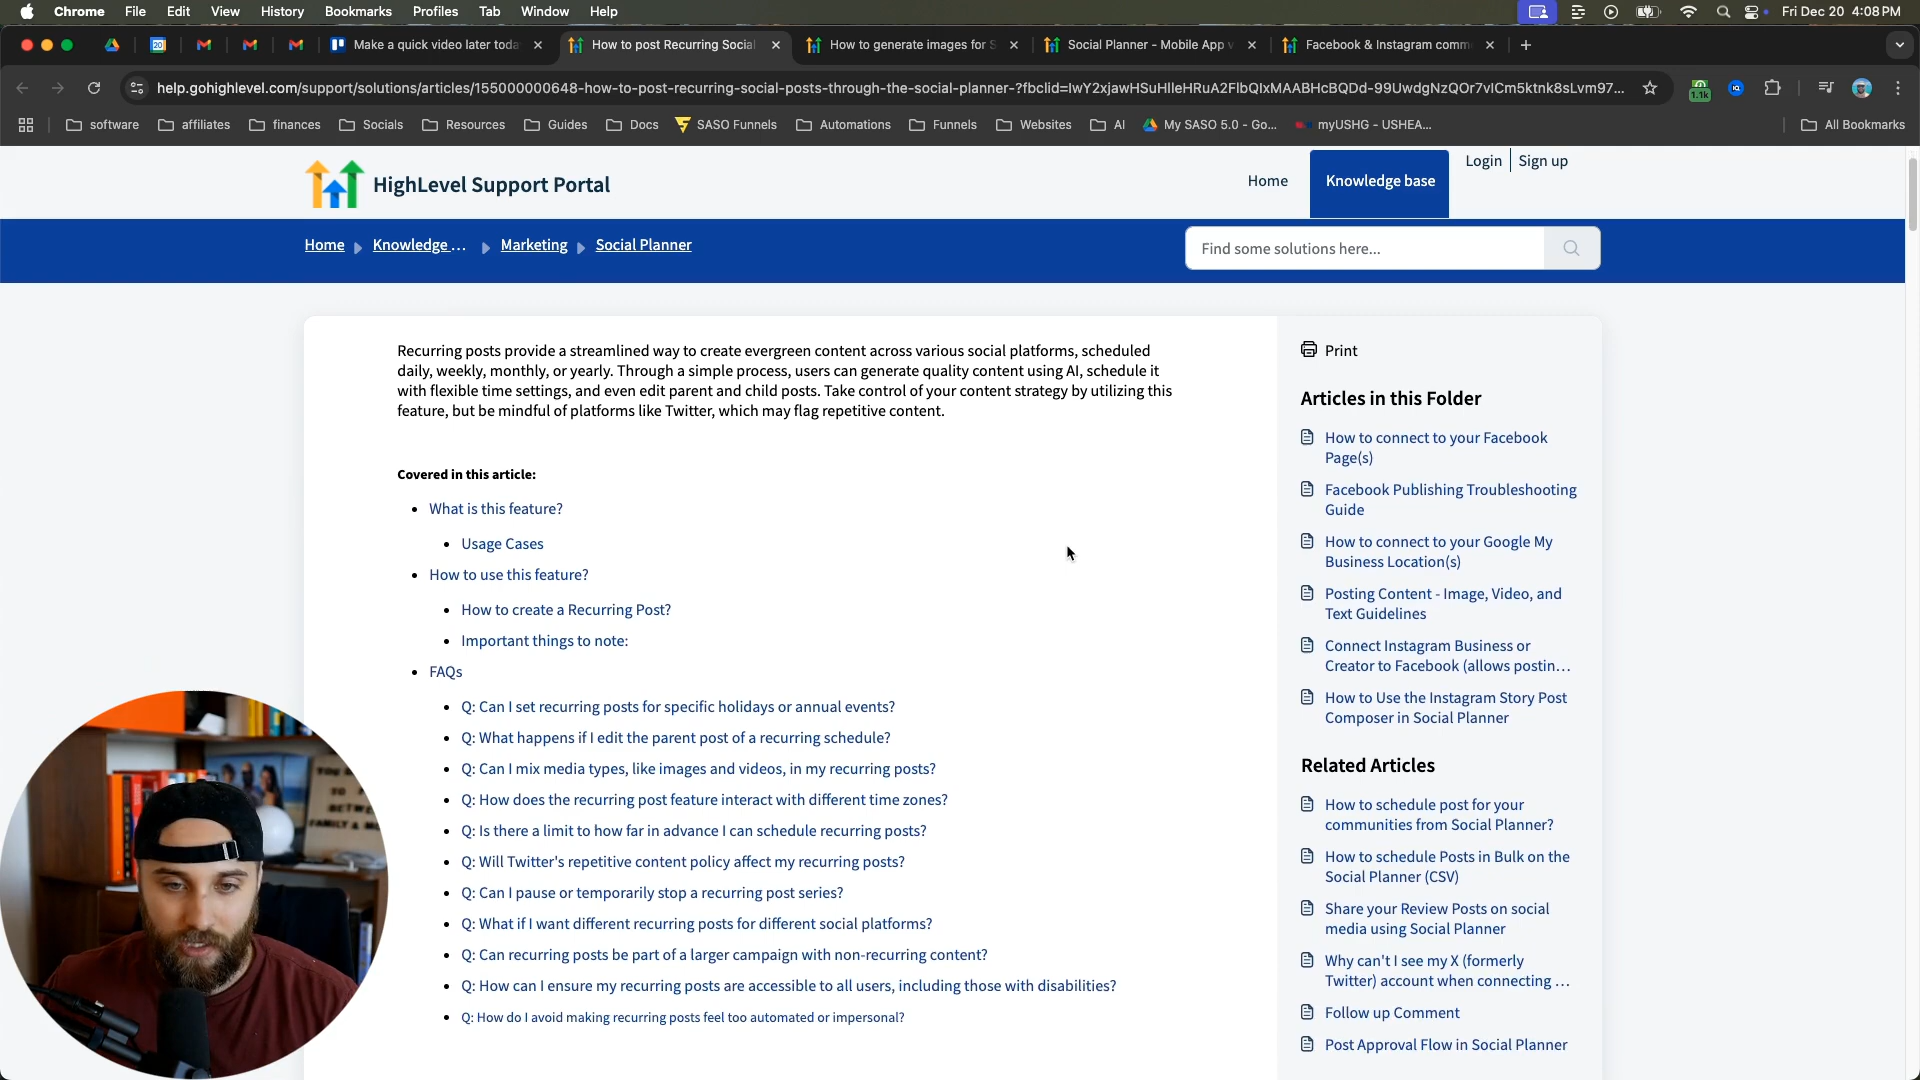 Chrome File Edit View History Bookmarks Profiles Tab Window Help Fri Dec 20 4:08 PM
Make a quick video later toda
How to post Recurring Social
How to generate images for S
Social Planner - Mobile App v
Facebook & Instagram comm
help.gohighlevel.com/support/solutions/articles/155000000648-how-to-post-recurring-social-posts-through-the-social-planner-?fbclid=IwY2xjawHSuHlleHRuA2FlbQIxMAABHcBQDd-99UwdgNzQOr7vlCm5ktnk8sLvm97...
1.1k
software affiliates finances Socials Resources Guides Docs SASO Funnels Automations Funnels Websites AI My SASO 5.0 - Go... myUSHG - USHEA... All Bookmarks
HighLevel Support Portal
Home
Knowledge base
Login Sign up
Home Knowledge ... Marketing Social Planner
Find some solutions here...
Recurring posts provide a streamlined way to create evergreen content across various social platforms, scheduled
daily, weekly, monthly, or yearly. Through a simple process, users can generate quality content using AI, schedule it
with flexible time settings, and even edit parent and child posts. Take control of your content strategy by utilizing this
feature, but be mindful of platforms like Twitter, which may flag repetitive content.
Covered in this article:
What is this feature?
Usage Cases
How to use this feature?
How to create a Recurring Post?
Important things to note:
FAQs
Q: Can I set recurring posts for specific holidays or annual events?
Q: What happens if I edit the parent post of a recurring schedule?
Q: Can I mix media types, like images and videos, in my recurring posts?
Q: How does the recurring post feature interact with different time zones?
Q: Is there a limit to how far in advance I can schedule recurring posts?
Q: Will Twitter's repetitive content policy affect my recurring posts?
Q: Can I pause or temporarily stop a recurring post series?
Q: What if I want different recurring posts for different social platforms?
Q: Can recurring posts be part of a larger campaign with non-recurring content?
Q: How can I ensure my recurring posts are accessible to all users, including those with disabilities?
Q: How do I avoid making recurring posts feel too automated or impersonal?
Print
Articles in this Folder
How to connect to your Facebook
Page(s)
Facebook Publishing Troubleshooting
Guide
How to connect to your Google My
Business Location(s)
Posting Content - Image, Video, and
Text Guidelines
Connect Instagram Business or
Creator to Facebook (allows postin...
How to Use the Instagram Story Post
Composer in Social Planner
Related Articles
How to schedule post for your
communities from Social Planner?
How to schedule Posts in Bulk on the
Social Planner (CSV)
Share your Review Posts on social
media using Social Planner
Why can't I see my X (formerly
Twitter) account when connecting ...
Follow up Comment
Post Approval Flow in Social Planner